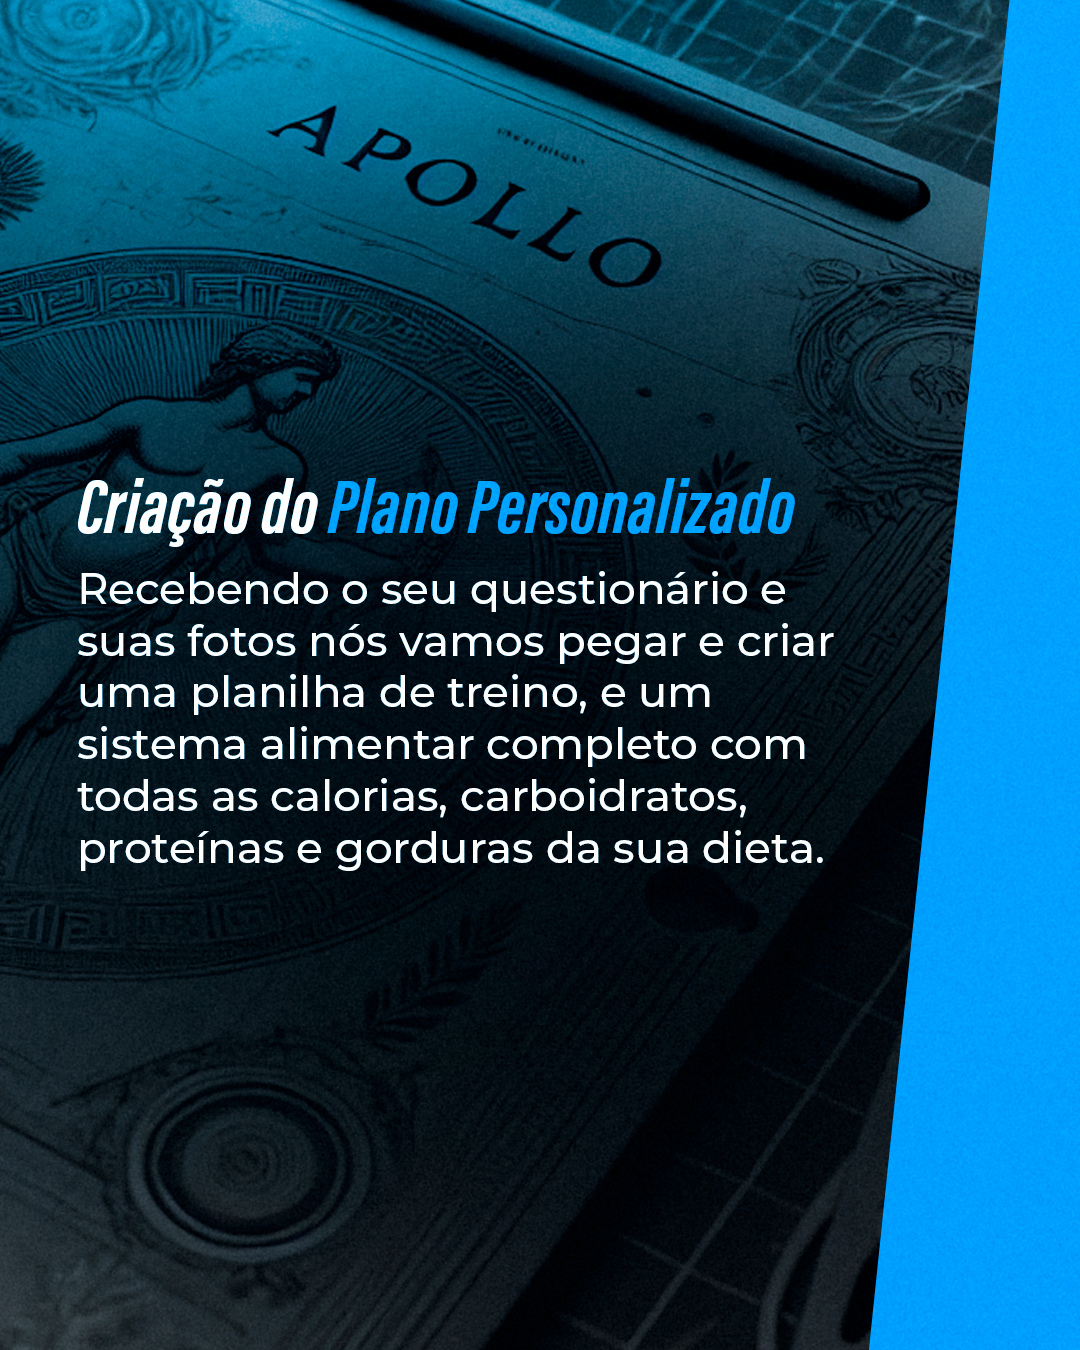 APOLLO
Criação do Plano Personalizado
Recebendo o seu questionário e
suas fotos nós vamos pegar e criar
uma planilha de treino, e um
sistema alimentar completo com
todas as calorias, carboidratos,
proteínas e gorduras da sua dieta.